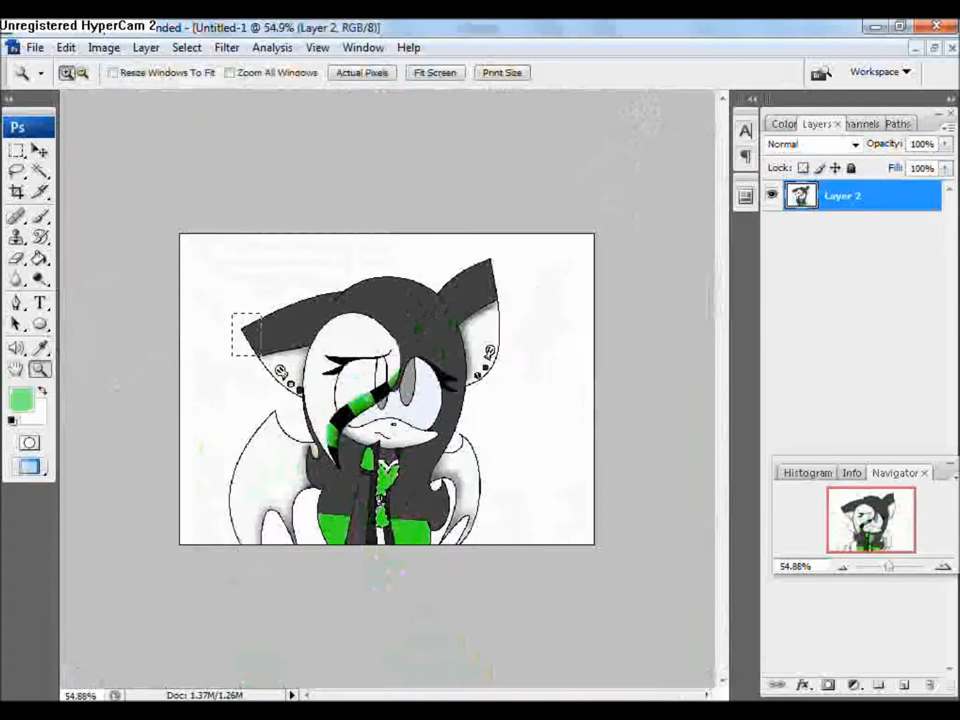 Unregistered HyperCam 2
nded - [Untitled-1 @ 54.9% (Layer 2, RGB/8)]
File Edit Image Layer Select Filter Analysis View Window Help
Resize Windows To Fit Zoom All Windows Actual Pixels Fit Screen Print Size Workspace
Ps
Color Layers x hannels Paths
Normal Opacity: 100%
Lock: Fill: 100%
Layer 2
T
A
Histogram Info Navigator x
54.88%
54.88% Doc: 1.37M/1.26M
fx